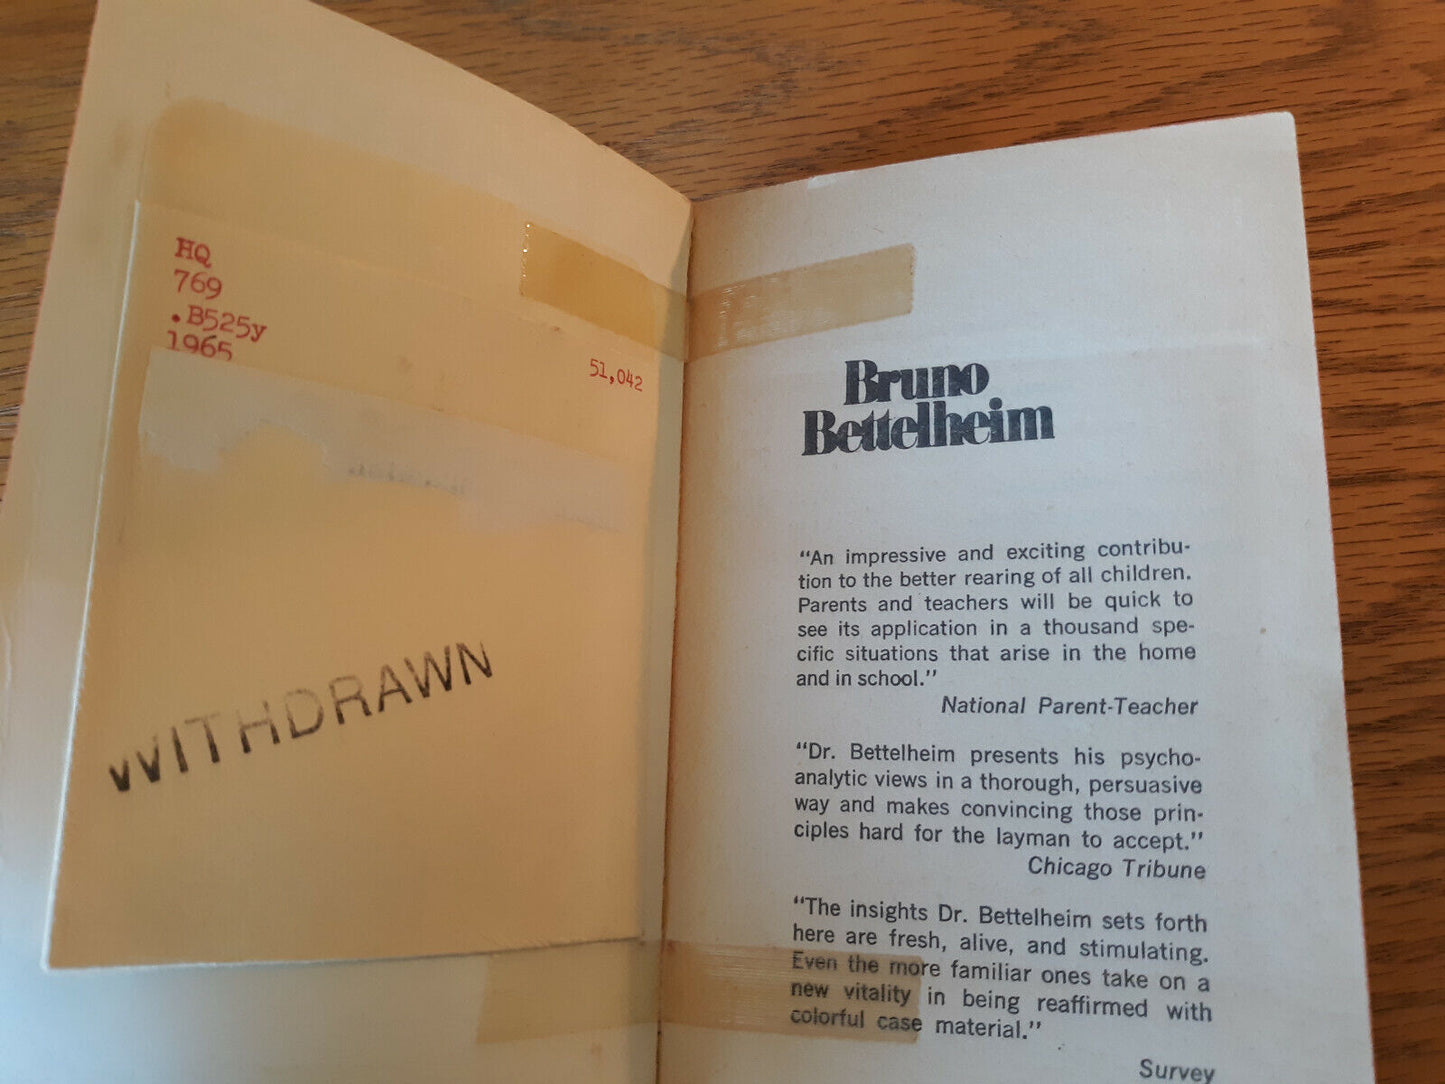 HQ
769
.B525y
1965
51,042
WITHDRAWN
Bruno
Bettelheim
“An impressive and exciting contribu-
tion to the better rearing of all children.
Parents and teachers will be quick to
see its application in a thousand spe-
cific situations that arise in the home
and in school.”
National Parent-Teacher
“Dr. Bettelheim presents his psycho-
analytic views in a thorough, persuasive
way and makes convincing those prin-
ciples hard for the layman to accept.”
Chicago Tribune
“The insights Dr. Bettelheim sets forth
here are fresh, alive, and stimulating.
Even the more familiar ones take on a
new vitality in being reaffirmed with
colorful case material.”
Survey